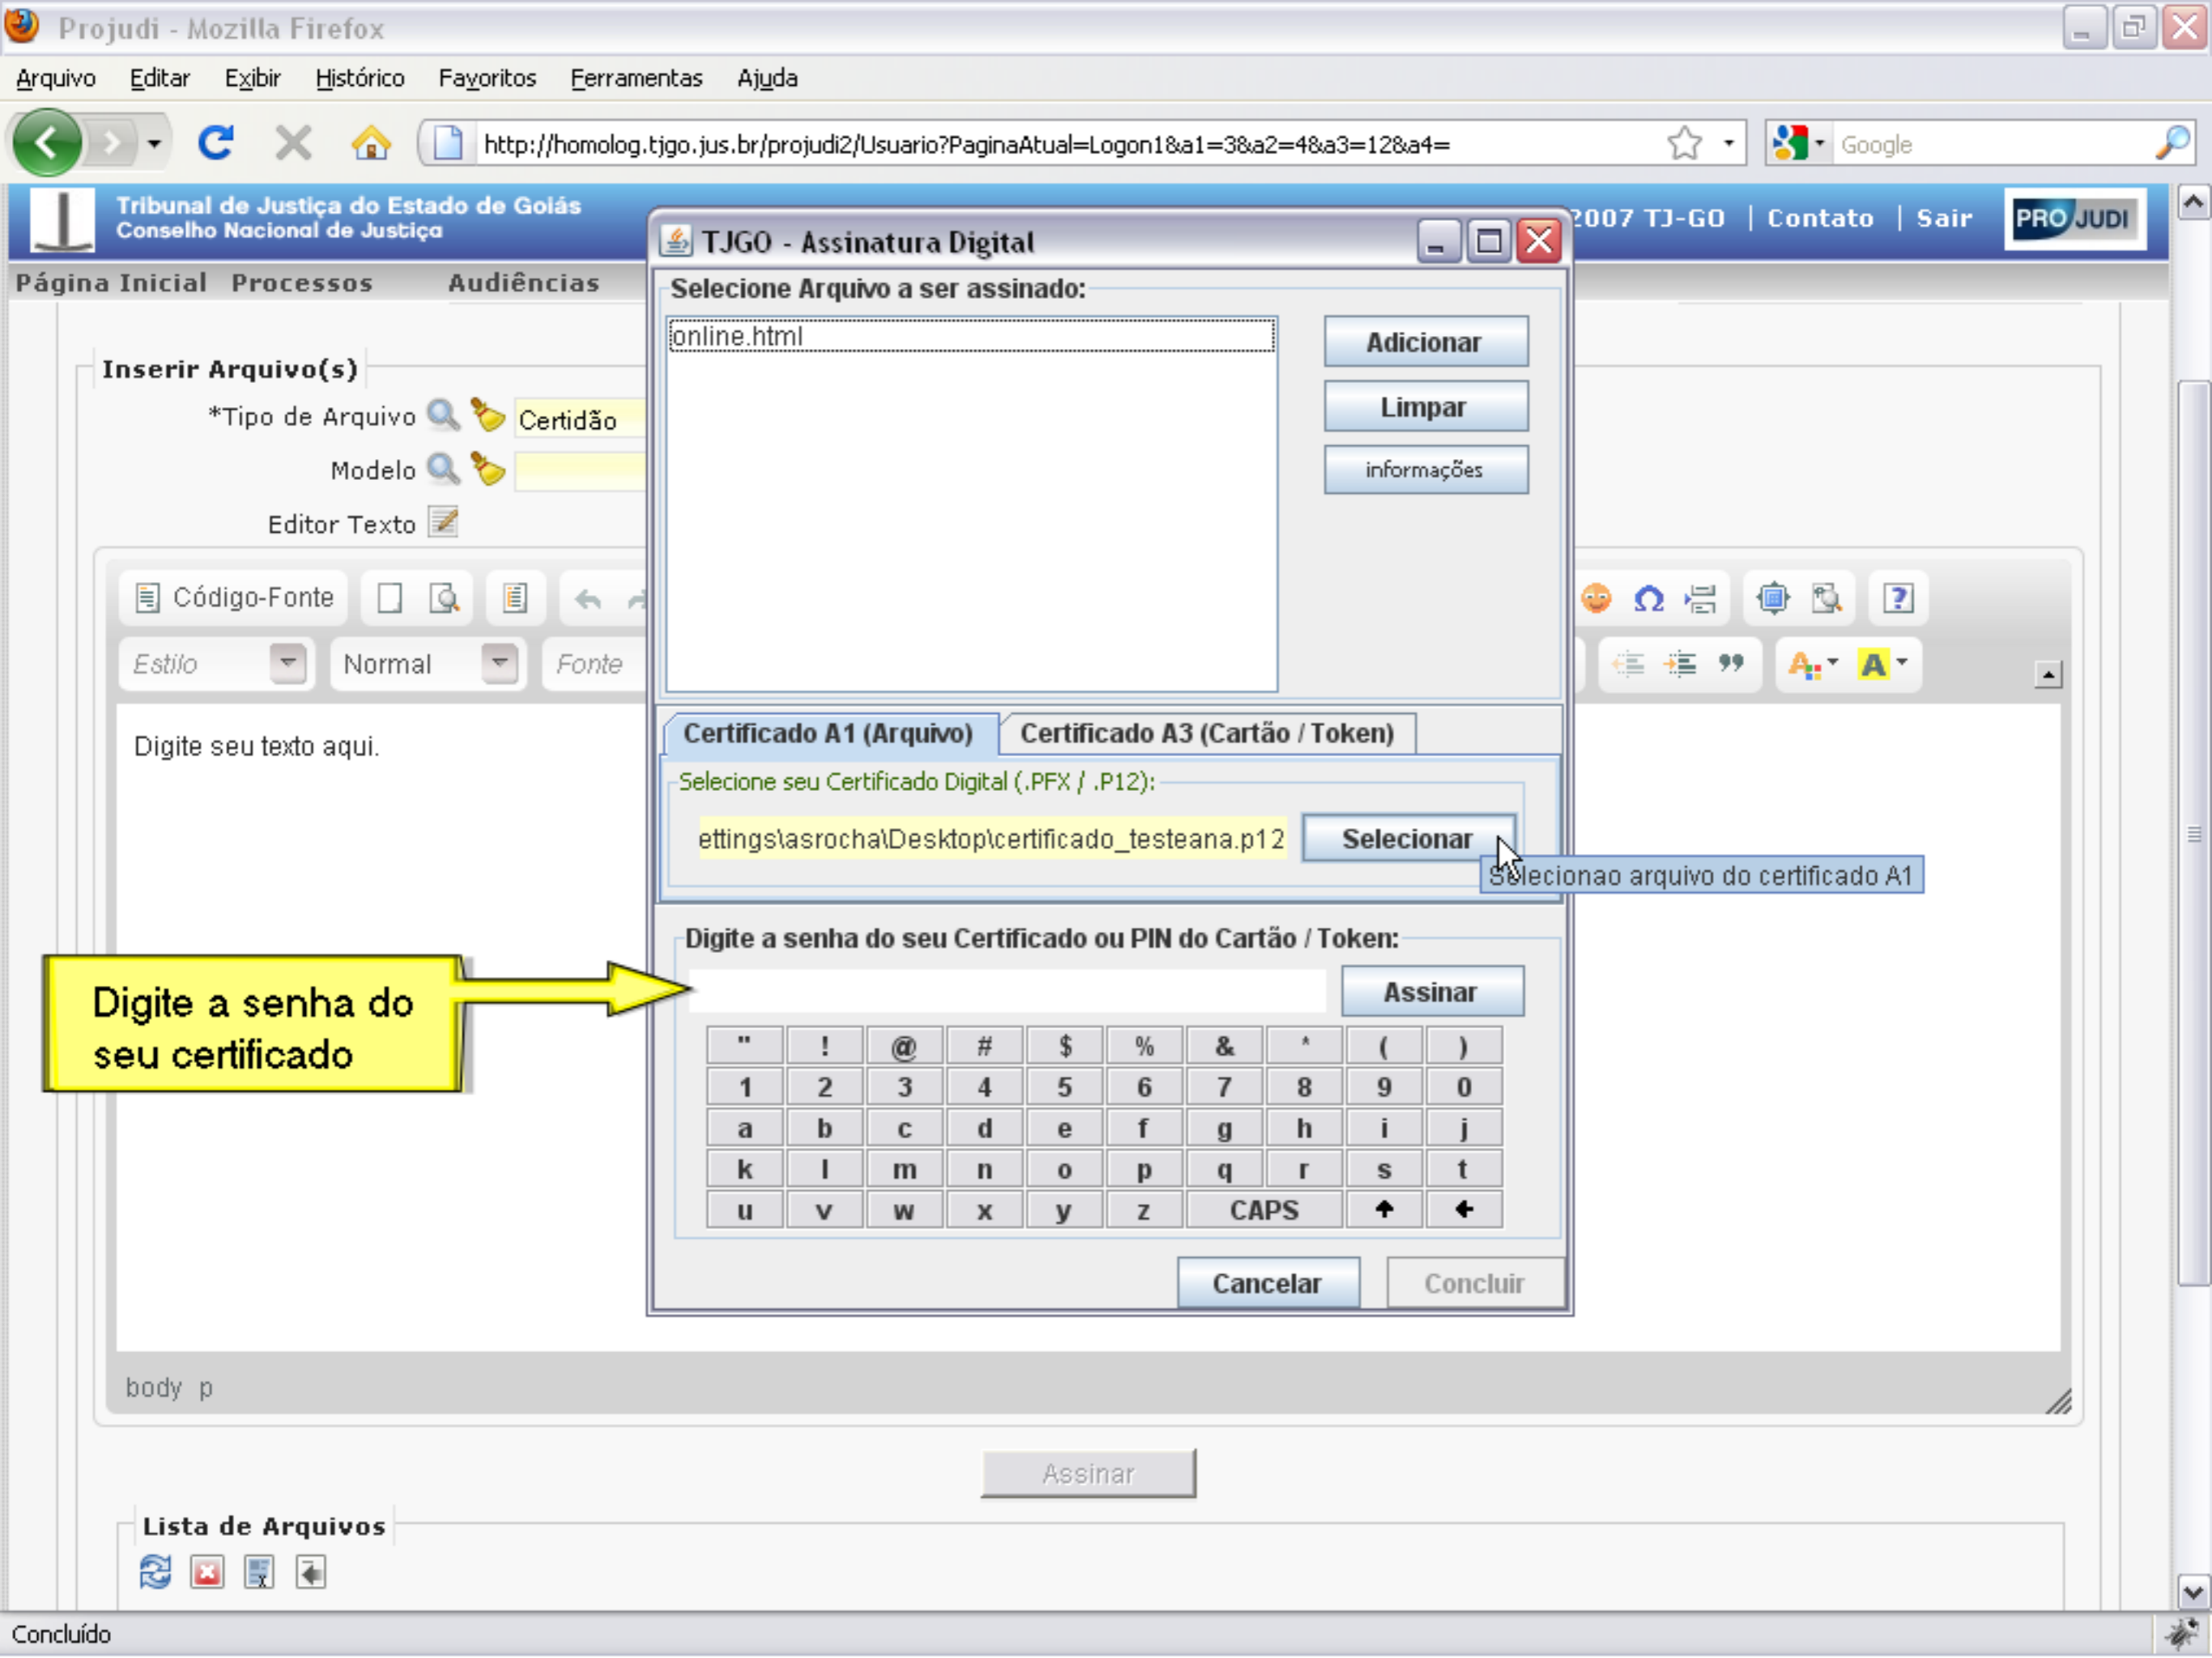 Projudi - Mozilla Firefox
Arquivo Editar Exibir Histórico Favoritos Ferramentas Ajuda
http://homolog.tjgo.jus.br/projudi2/Usuario?PaginaAtual=Logon1&a1=3&a2=4&a3=12&a4=
Google
Tribunal de Justiça do Estado de Goiás
Conselho Nacional de Justiça
2007 TJ-GO | Contato | Sair
PRO JUDI
Página Inicial Processos Audiências
TJGO - Assinatura Digital
Selecione Arquivo a ser assinado:
online.html
Adicionar
Limpar
informações
Inserir Arquivo(s)
*Tipo de Arquivo Certidão
Modelo
Editor Texto
Código-Fonte
Estilo Normal Fonte
Digite seu texto aqui.
Certificado A1 (Arquivo) Certificado A3 (Cartão / Token)
Selecione seu Certificado Digital (.PFX / .P12):
ettings\asrocha\Desktop\certificado_testeana.p12 Selecionar
Selecionao arquivo do certificado A1
Digite a senha do seu Certificado ou PIN do Cartão / Token:
Assinar
Digite a senha do
seu certificado
" ! @ # $ % & * ( )
1 2 3 4 5 6 7 8 9 0
a b c d e f g h i j
k l m n o p q r s t
u v w x y z CAPS
Cancelar Concluir
body p
Assinar
Lista de Arquivos
Concluído